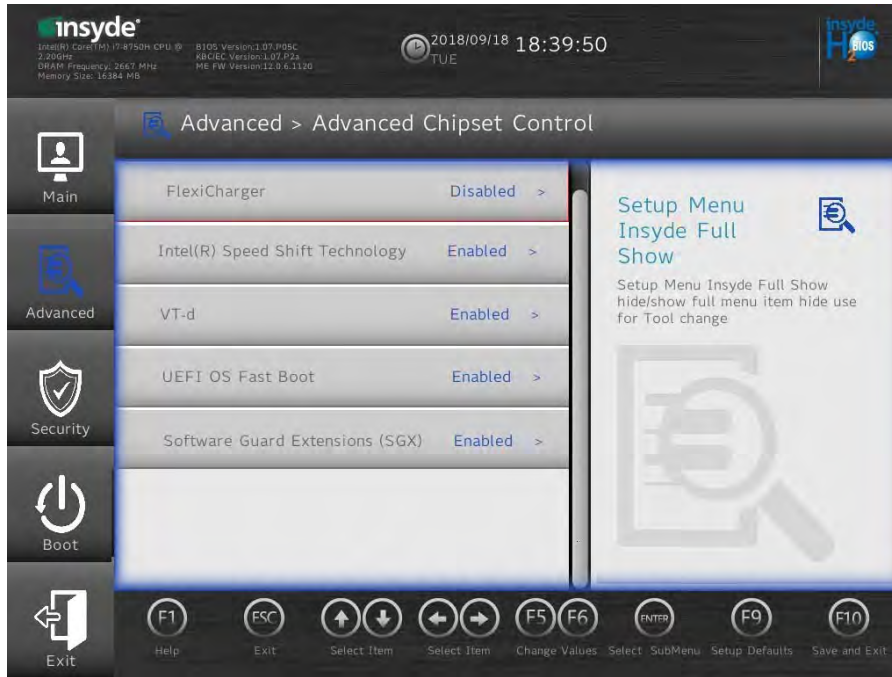 insyde®
Intel(R) Core(TM) i7-8750H CPU @
2.20GHz
DRAM Frequency: 2667 MHz
Memory Size: 16384 MB
BIOS Version:1.07.P05C
KBC/EC Version:1.07.P2a
ME FW Version:12.0.6.1120
2018/09/18 18:39:50
TUE
insyde
H2O BIOS
Advanced > Advanced Chipset Control
Main
Advanced
Security
Boot
Exit
FlexiCharger Disabled >
Intel(R) Speed Shift Technology Enabled >
VT-d Enabled >
UEFI OS Fast Boot Enabled >
Software Guard Extensions (SGX) Enabled >
Setup Menu
Insyde Full
Show
Setup Menu Insyde Full Show
hide/show full menu item hide use
for Tool change
F1 ESC F5 F6 ENTER F9 F10
Help Exit Select Item Select Item Change Values Select SubMenu Setup Defaults Save and Exit